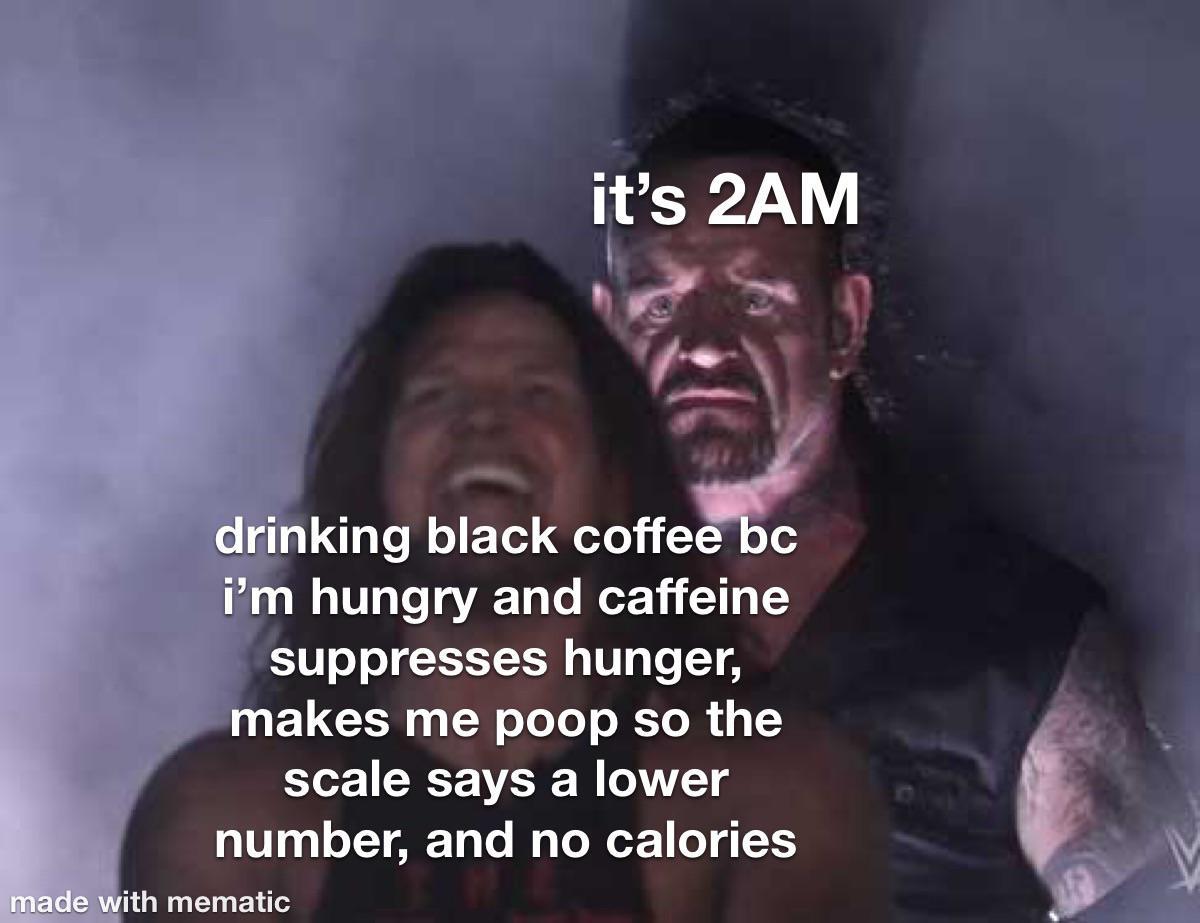 it’s 2AM
drinking black coffee bc
i’m hungry and caffeine
suppresses hunger,
makes me poop so the
scale says a lower
number, and no calories
made with mematic